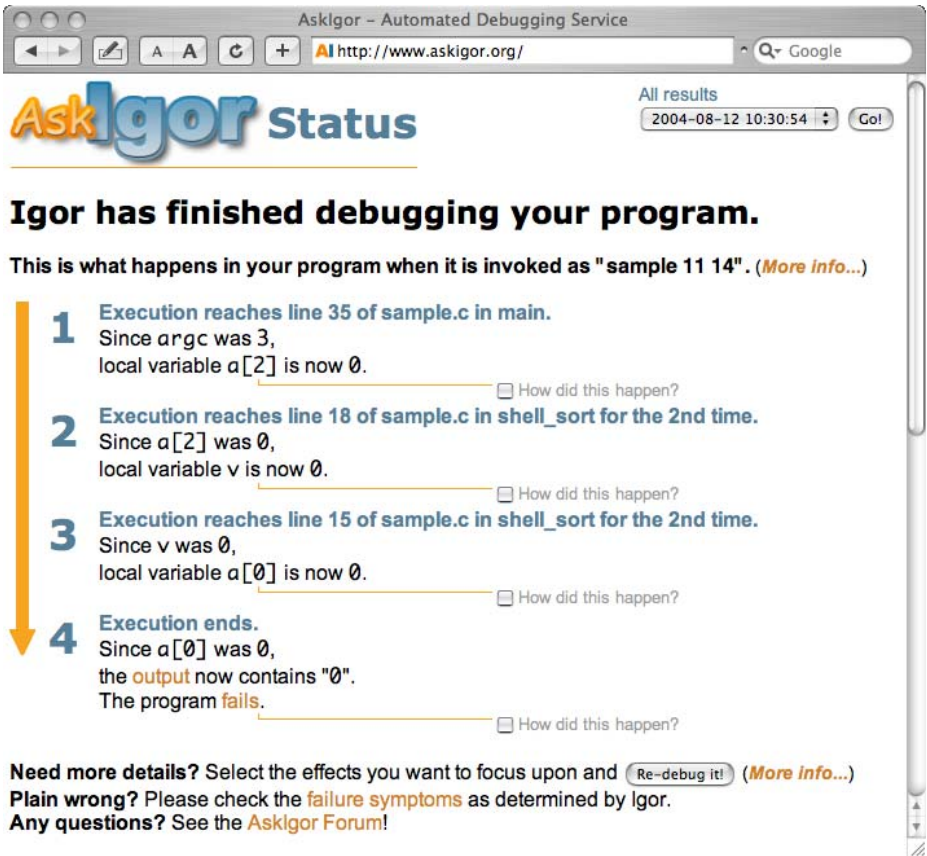 AskIgor – Automated Debugging Service
A A + AI http://www.askigor.org/ Google
AskIgor Status
All results
2004-08-12 10:30:54 Go!
Igor has finished debugging your program.
This is what happens in your program when it is invoked as "sample 11 14". (More info...)
1 Execution reaches line 35 of sample.c in main.
Since argc was 3,
local variable a[2] is now 0.
How did this happen?
2 Execution reaches line 18 of sample.c in shell_sort for the 2nd time.
Since a[2] was 0,
local variable v is now 0.
How did this happen?
3 Execution reaches line 15 of sample.c in shell_sort for the 2nd time.
Since v was 0,
local variable a[0] is now 0.
How did this happen?
4 Execution ends.
Since a[0] was 0,
the output now contains "0".
The program fails.
How did this happen?
Need more details? Select the effects you want to focus upon and Re-debug it! (More info...)
Plain wrong? Please check the failure symptoms as determined by Igor.
Any questions? See the AskIgor Forum!